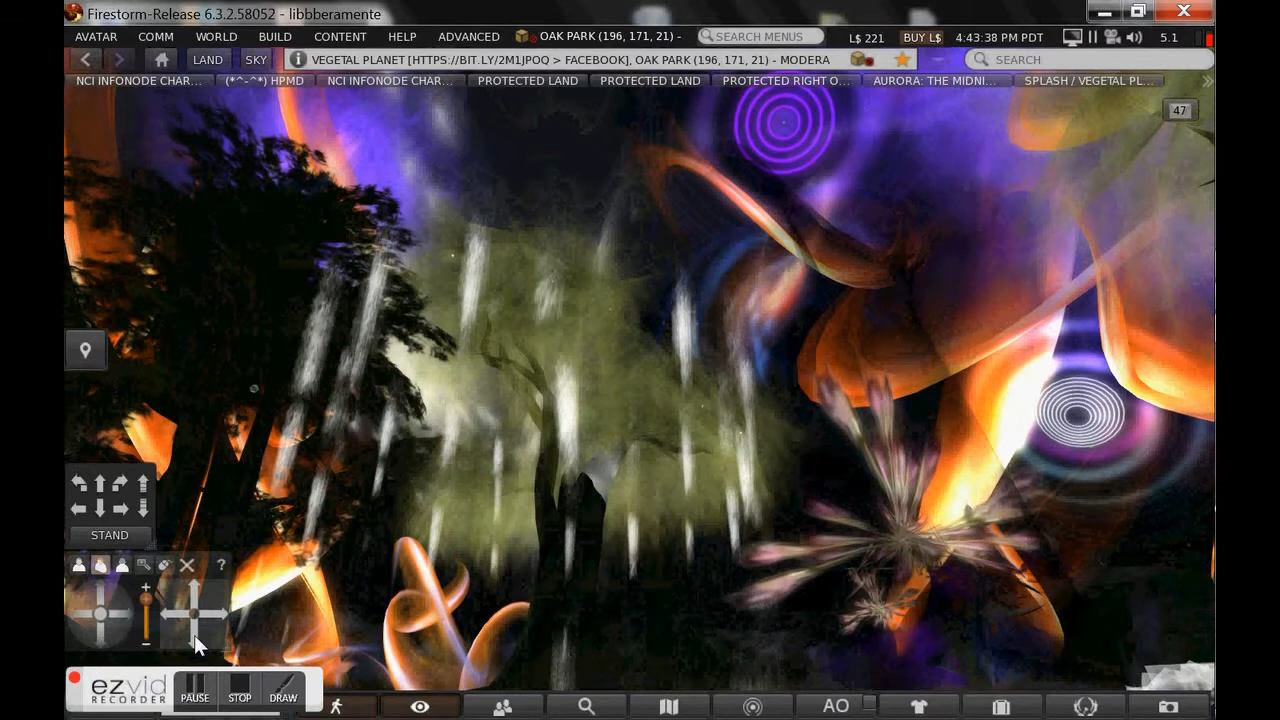 Firestorm-Release 6.3.2.58052 - libbberamente
AVATAR COMM WORLD BUILD CONTENT HELP ADVANCED OAK PARK (196, 171, 21) - SEARCH MENUS L$ 221 BUY L$ 4:43:38 PM PDT 5.1
LAND SKY VEGETAL PLANET [HTTPS://BIT.LY/2N1JPOQ > FACEBOOK], OAK PARK (196, 171, 21) - MODERA SEARCH
NCI INFONODE CHAR... (*^-^*) HPMD NCI INFONODE CHAR... PROTECTED LAND PROTECTED LAND PROTECTED RIGHT O... AURORA: THE MIDNI... SPLASH / VEGETAL PL...
47
STAND
?
ezvid
RECORDER
PAUSE STOP DRAW
AO